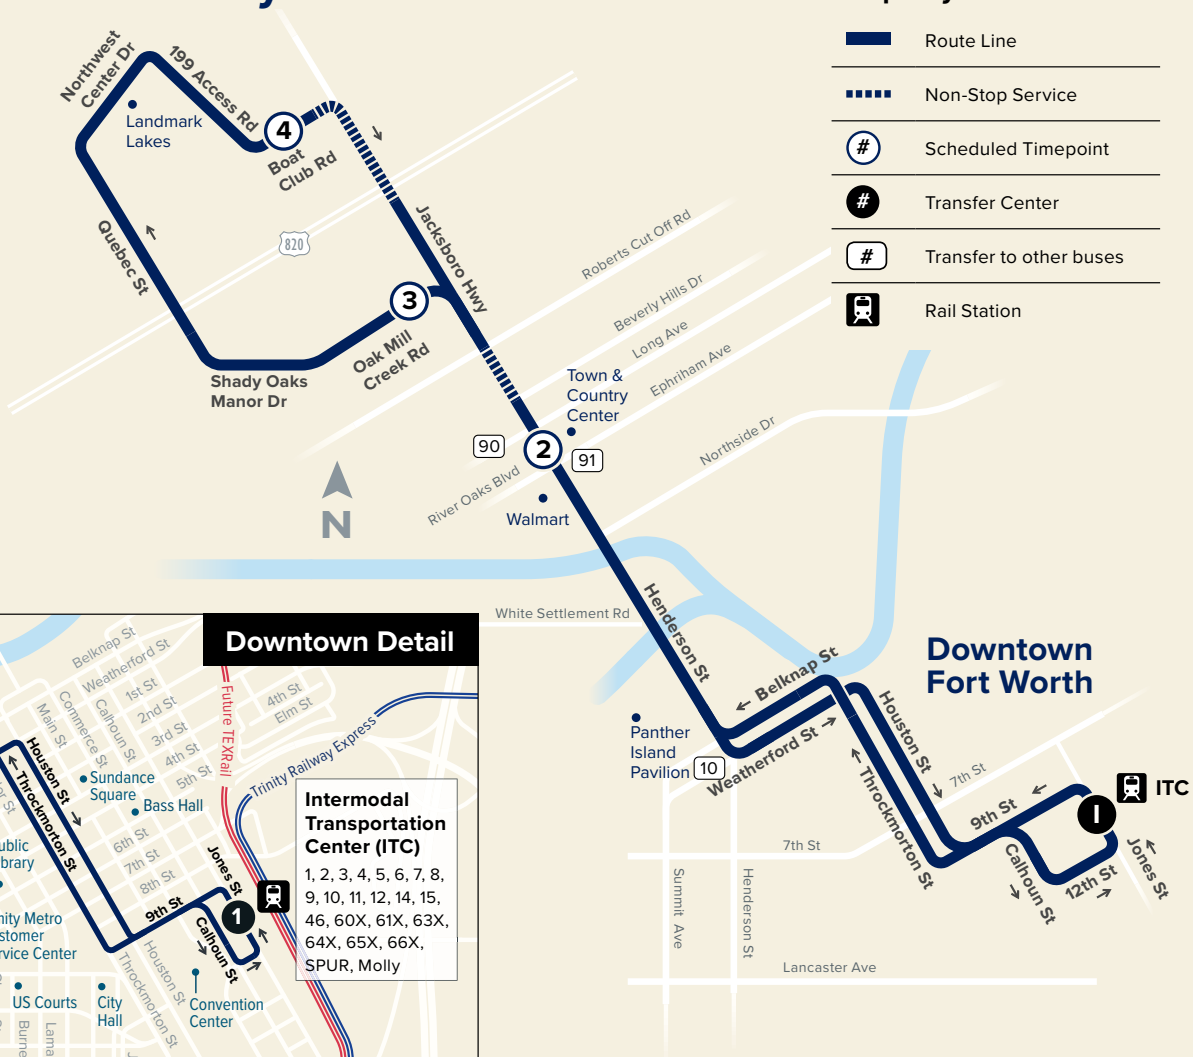 Route Line
Non-Stop Service
# Scheduled Timepoint
# Transfer Center
# Transfer to other buses
Rail Station
Northwest
Center Dr
199 Access Rd
Landmark
Lakes
4
Boat
Club Rd
Quebec St
820
Jacksboro Hwy
3
Oak Mill
Creek Rd
Shady Oaks
Manor Dr
Roberts Cut Off Rd
Beverly Hills Dr
Long Ave
Ephriham Ave
Town &
Country
Center
Northside Dr
90
2
91
River Oaks Blvd
Walmart
N
White Settlement Rd
Henderson St
Downtown
Fort Worth
Belknap St
Weatherford St
Panther
Island
Pavilion
10
Houston St
Throckmorton St
7th St
9th St
I
ITC
Calhoun St
12th St
Jones St
7th St
Summit Ave
Henderson St
Lancaster Ave
Downtown Detail
Belknap St
Weatherford St
1st St
2nd St
3rd St
4th St
5th St
Main St
Commerce St
Calhoun St
4th St
Elm St
Future TEXRail
Trinity Railway Express
Houston St
Throckmorton St
Sundance
Square
Bass Hall
6th St
7th St
8th St
9th St
Jones St
1
Calhoun St
Intermodal
Transportation
Center (ITC)
1, 2, 3, 4, 5, 6, 7, 8,
9, 10, 11, 12, 14, 15,
46, 60X, 61X, 63X,
64X, 65X, 66X,
SPUR, Molly
ublic
brary
nity Metro
stomer
rvice Center
US Courts
City
Hall
Houston St
Throckmorton St
Convention
Center
Burne
Lama